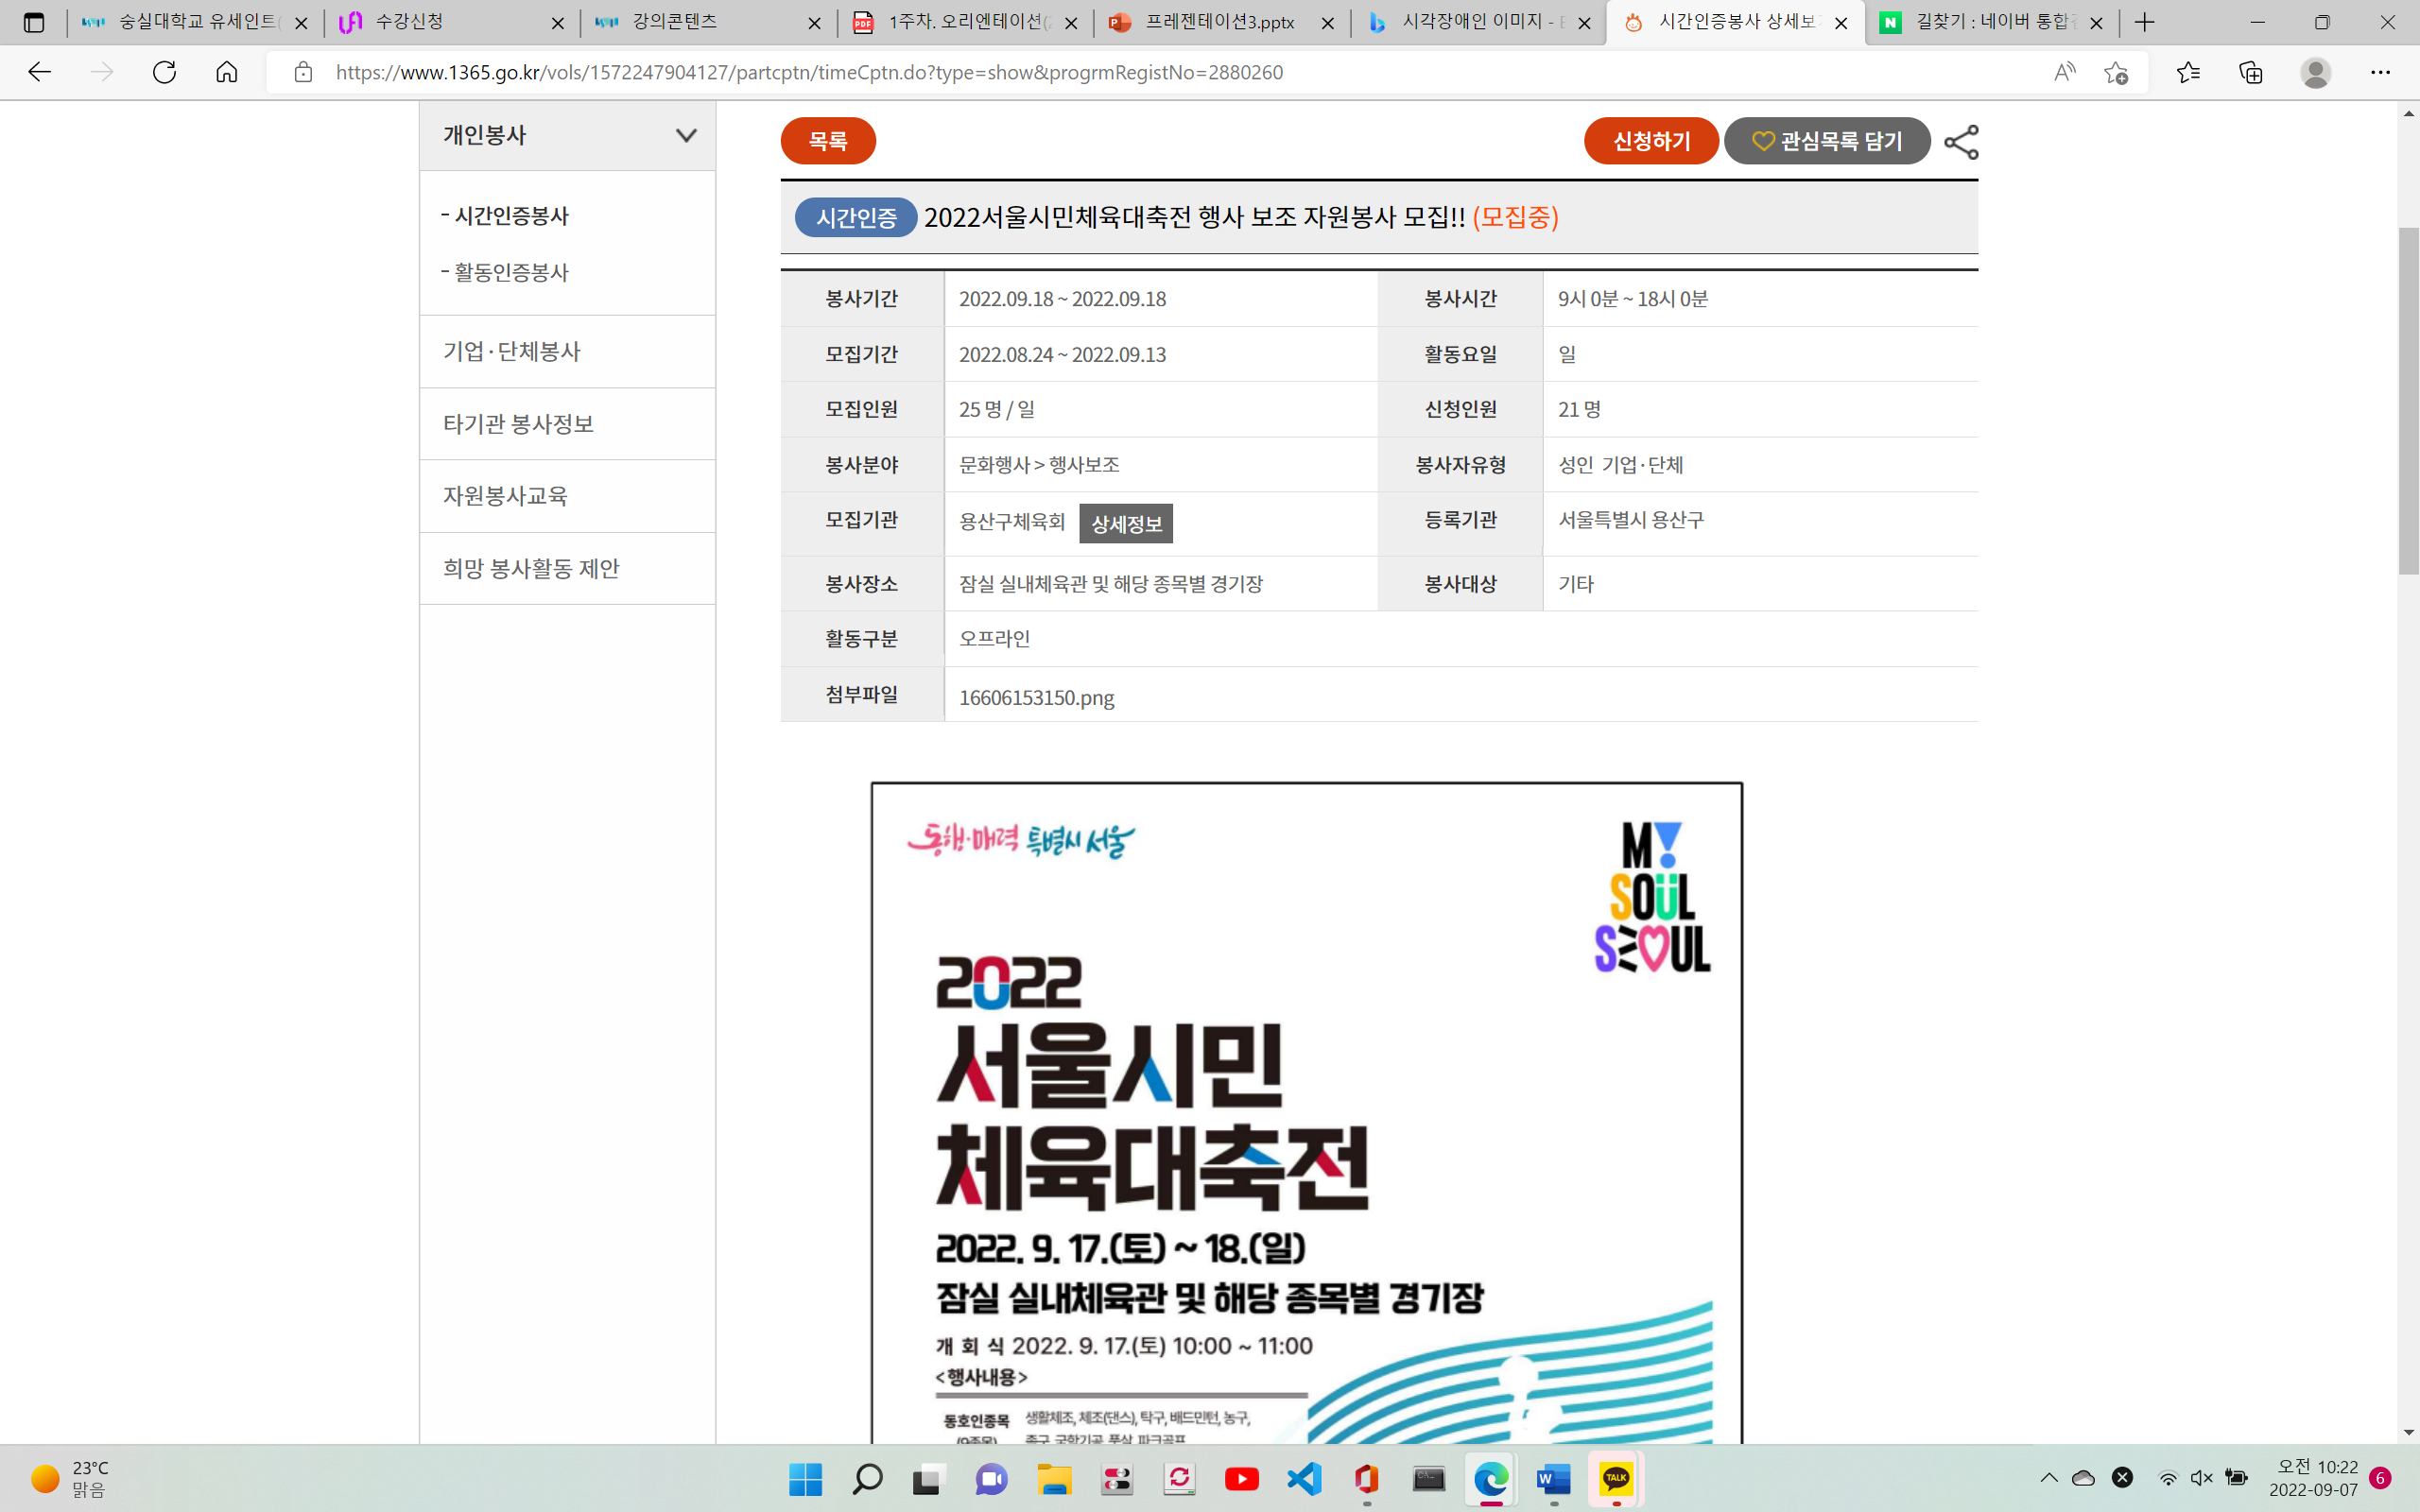 숭실대학교 유세인트(
수강신청
강의콘텐츠
1주차. 오리엔테이션(2
프레젠테이션3.pptx
시각장애인 이미지 - B
시간인증봉사 상세보기
길찾기 : 네이버 통합검
https://www.1365.go.kr/vols/1572247904127/partcptn/timeCptn.do?type=show&progrmRegistNo=2880260
개인봉사
- 시간인증봉사
- 활동인증봉사
기업·단체봉사
타기관 봉사정보
자원봉사교육
희망 봉사활동 제안
목록
신청하기
관심목록 담기
시간인증 2022서울시민체육대축전 행사 보조 자원봉사 모집!! (모집중)
봉사기간 2022.09.18 ~ 2022.09.18 봉사시간 9시 0분 ~ 18시 0분
모집기간 2022.08.24 ~ 2022.09.13 활동요일 일
모집인원 25 명 / 일 신청인원 21 명
봉사분야 문화행사 > 행사보조 봉사자유형 성인 기업·단체
모집기관 용산구체육회 상세정보 등록기관 서울특별시 용산구
봉사장소 잠실 실내체육관 및 해당 종목별 경기장 봉사대상 기타
활동구분 오프라인
첨부파일 16606153150.png
동행·매력 특별시 서울
MY
SOUL
SEOUL
2022
서울시민
체육대축전
2022. 9. 17.(토) ~ 18.(일)
잠실 실내체육관 및 해당 종목별 경기장
개 회 식 2022. 9. 17.(토) 10:00 ~ 11:00
<행사내용>
동호인종목 생활체조, 체조(댄스), 탁구, 배드민턴, 농구,
(9종목) 족구, 국학기공, 풋살, 파크골프
23°C
맑음
TALK
오전 10:22
2022-09-07
6